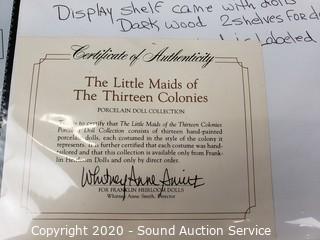 Display shelf came with dolls
Dark wood 2 shelves for d
is labeled
Certificate of Authenticity
The Little Maids of
The Thirteen Colonies
PORCELAIN DOLL COLLECTION
This is to certify that The Little Maids of the Thirteen Colonies
Porcelain Doll Collection consists of thirteen hand-painted
porcelain dolls, each costumed in the style of the colony it
represents. It is further certified that each costume was hand-
tailored and that this collection is available only from Frank-
lin Heirloom Dolls and only by direct order.
Whitney Anne Smith
FOR FRANKLIN HEIRLOOM DOLLS
Whitney Anne Smith, Director
Copyright 2020 - Sound Auction Service